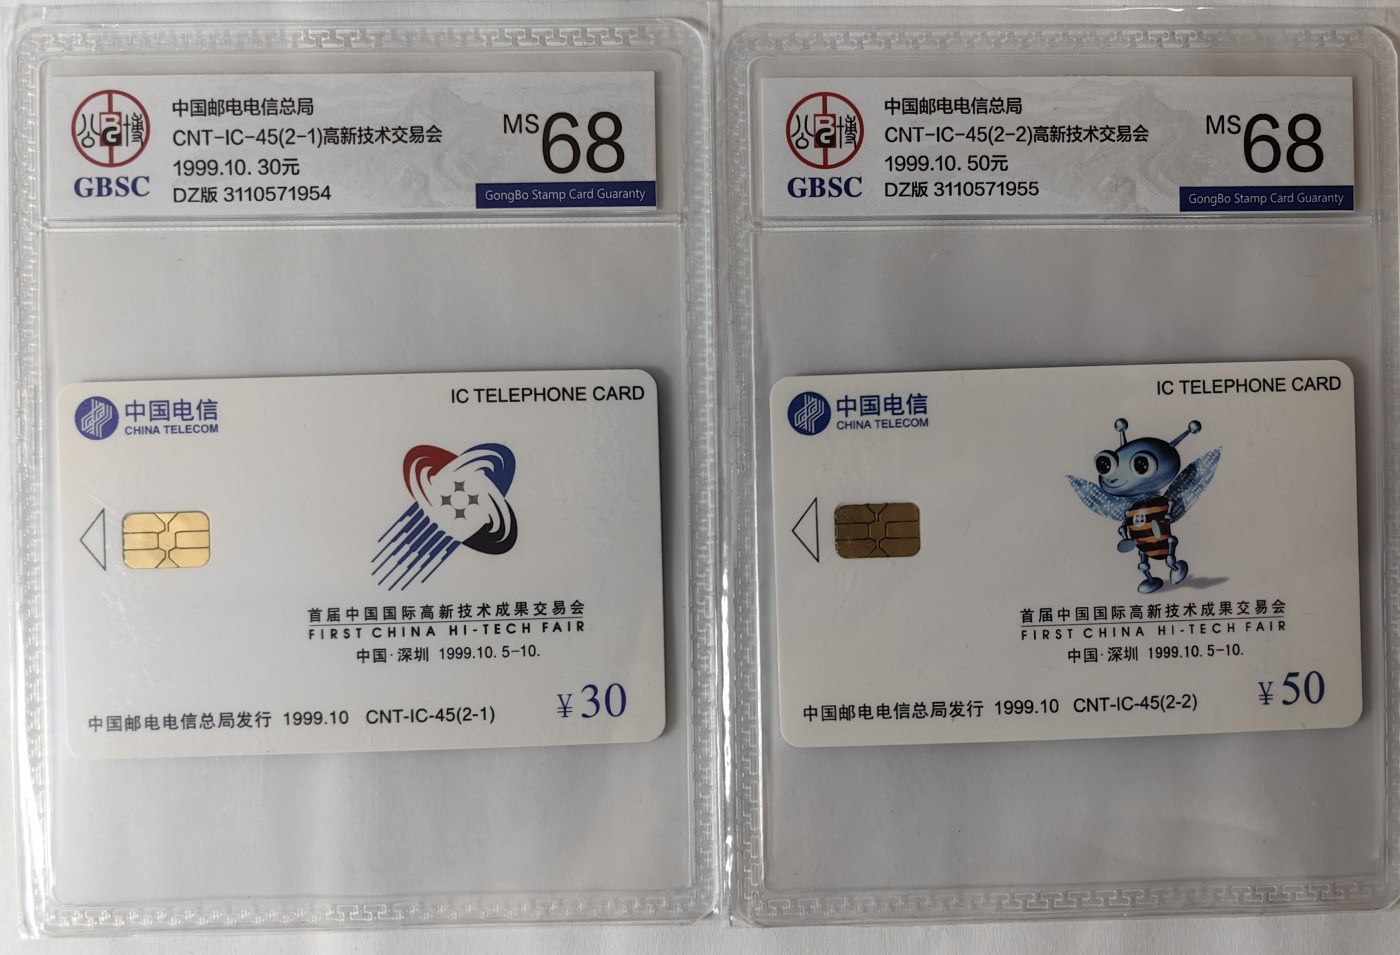 中国邮电电信总局
CNT-IC-45(2-1)高新技术交易会
1999.10. 30元
DZ版 3110571954
MS 68
GBSC
GongBo Stamp Card Guaranty
中国电信
CHINA TELECOM
IC TELEPHONE CARD
首届中国国际高新技术成果交易会
FIRST CHINA HI-TECH FAIR
中国·深圳 1999.10. 5-10.
¥30
中国邮电电信总局发行 1999.10 CNT-IC-45(2-1)
中国邮电电信总局
CNT-IC-45(2-2)高新技术交易会
1999.10. 50元
DZ版 3110571955
MS 68
GBSC
GongBo Stamp Card Guaranty
中国电信
CHINA TELECOM
IC TELEPHONE CARD
首届中国国际高新技术成果交易会
FIRST CHINA HI-TECH FAIR
中国·深圳 1999.10. 5-10.
¥50
中国邮电电信总局发行 1999.10 CNT-IC-45(2-2)